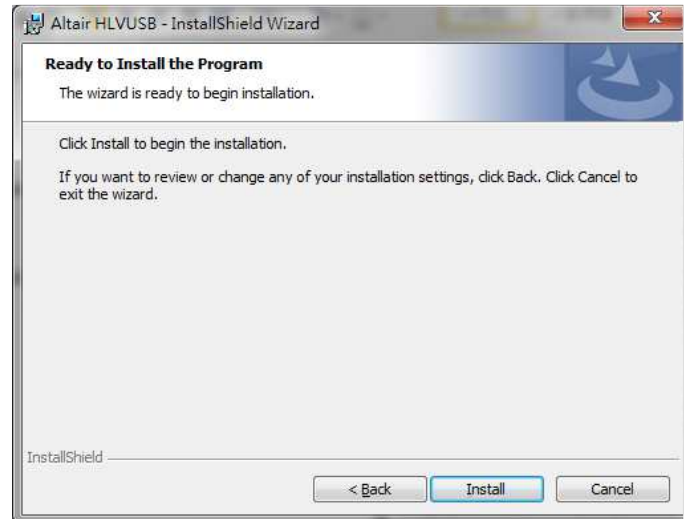 Altair HLVUSB - InstallShield Wizard
Ready to Install the Program
The wizard is ready to begin installation.
Click Install to begin the installation.
If you want to review or change any of your installation settings, click Back. Click Cancel to
exit the wizard.
InstallShield
< Back
Install
Cancel